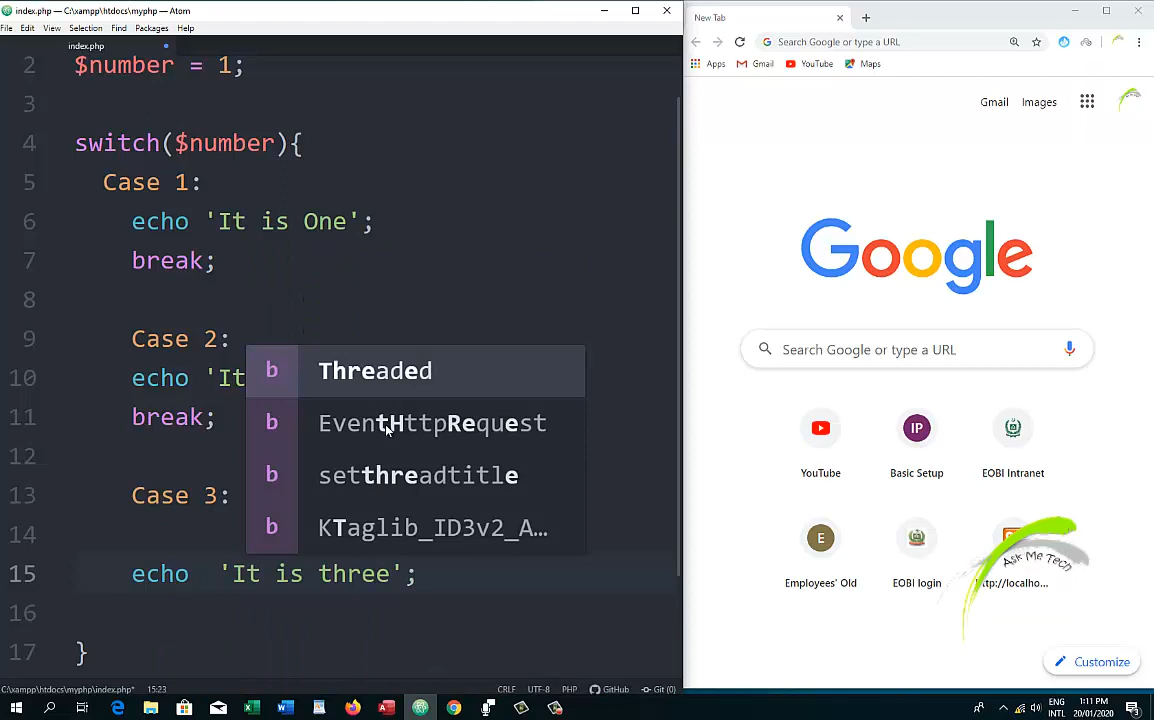 index.php — C:\xampp\htdocs\myphp — Atom
File Edit View Selection Find Packages Help
index.php
2 $number = 1;
3
4 switch($number){
5 Case 1:
6 echo 'It is One';
7 break;
8
9 Case 2:
10 echo 'It
11 break;
12
13 Case 3:
14
15 echo 'It is three';
16
17 }
b Threaded
b EventHttpRequest
b setthreadtitle
b KTaglib_ID3v2_A...
C:\xampp\htdocs\myphp\index.php* 15:23 CRLF UTF-8 PHP GitHub Git (0)
New Tab
Search Google or type a URL
Apps Gmail YouTube Maps
Gmail Images
Google
Search Google or type a URL
IP
YouTube Basic Setup EOBI Intranet
E
Ask Me Tech
Employees' Old EOBI login http://localho...
Customize
ENG
INTL
1:11 PM
20/01/2020
3